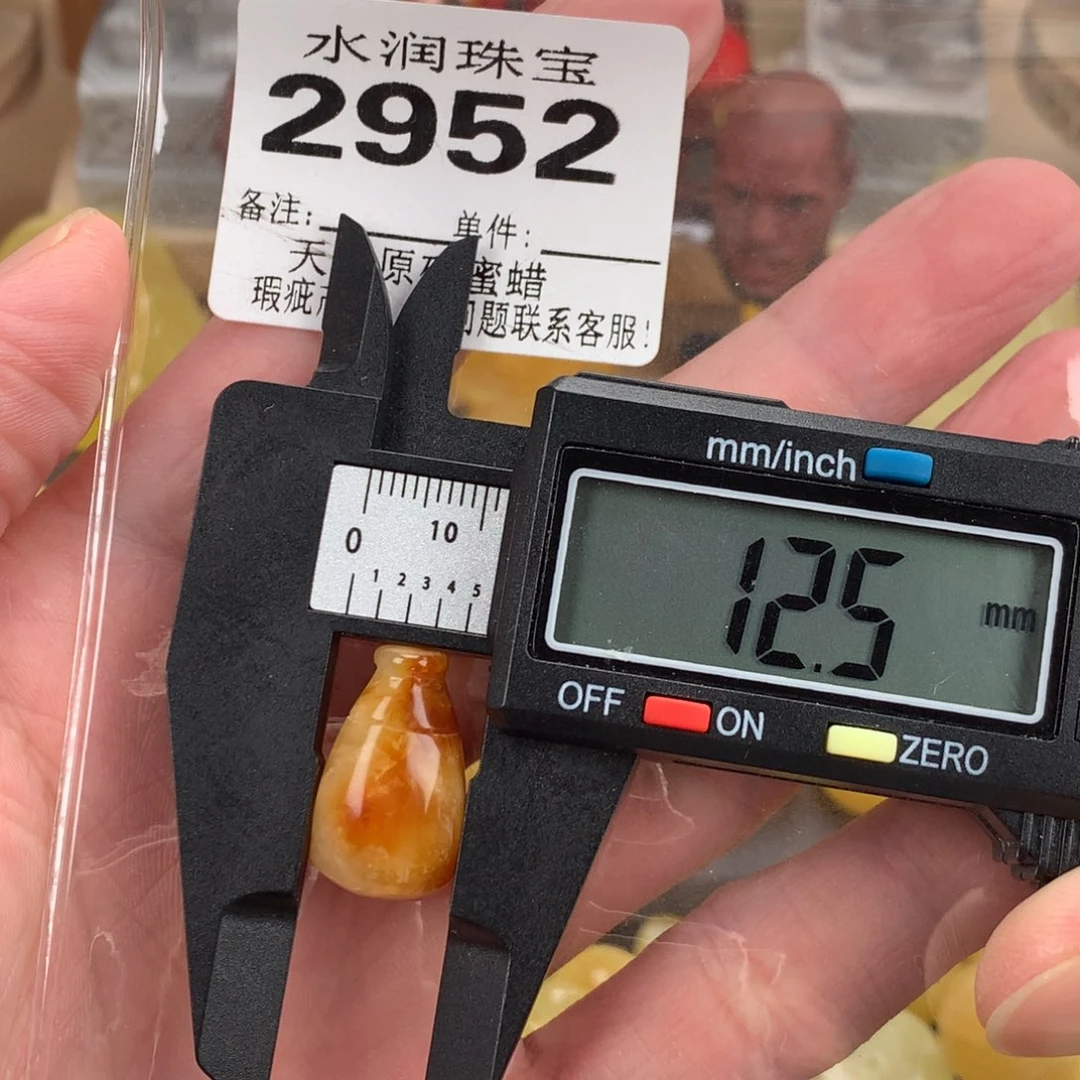 水润珠宝
2952
备注: 单件:
天 原 蜜蜡
瑕疵 问题联系客服!
mm/inch
0 10
1 2 3 4 5
12.5 mm
OFF ON ZERO